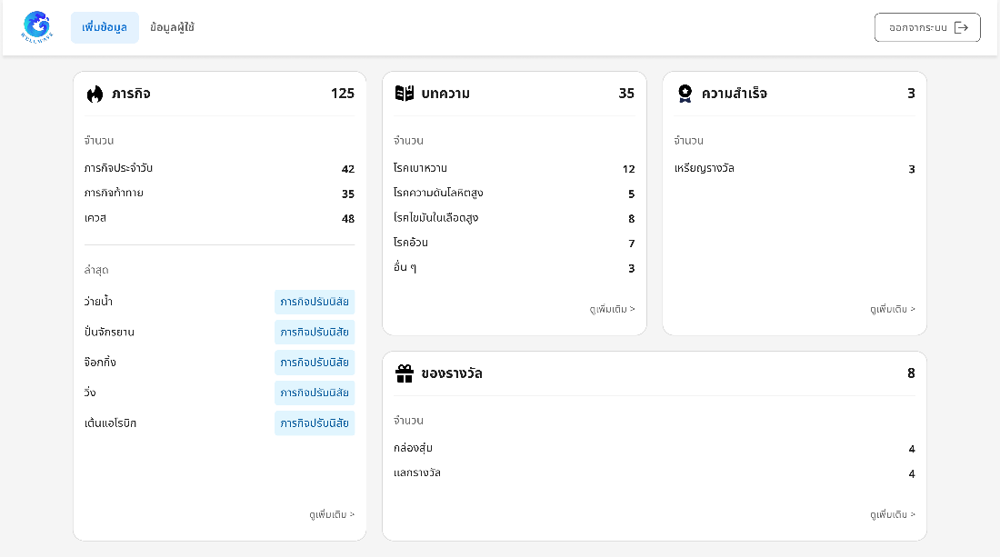 WELLWAVE
เพิ่มข้อมูล
ข้อมูลผู้ใช้
ออกจากระบบ
ภารกิจ 125
จำนวน
ภารกิจประจำวัน 42
ภารกิจท้าทาย 35
เควส 48
ล่าสุด
ว่ายน้ำ ภารกิจปรับนิสัย
ปั่นจักรยาน ภารกิจปรับนิสัย
จ๊อกกิ้ง ภารกิจปรับนิสัย
วิ่ง ภารกิจปรับนิสัย
เต้นแอโรบิก ภารกิจปรับนิสัย
ดูเพิ่มเติม >
บทความ 35
จำนวน
โรคเบาหวาน 12
โรคความดันโลหิตสูง 5
โรคไขมันในเลือดสูง 8
โรคอ้วน 7
อื่น ๆ 3
ดูเพิ่มเติม >
ความสำเร็จ 3
จำนวน
เหรียญรางวัล 3
ดูเพิ่มเติม >
ของรางวัล 8
จำนวน
กล่องสุ่ม 4
แลกรางวัล 4
ดูเพิ่มเติม >